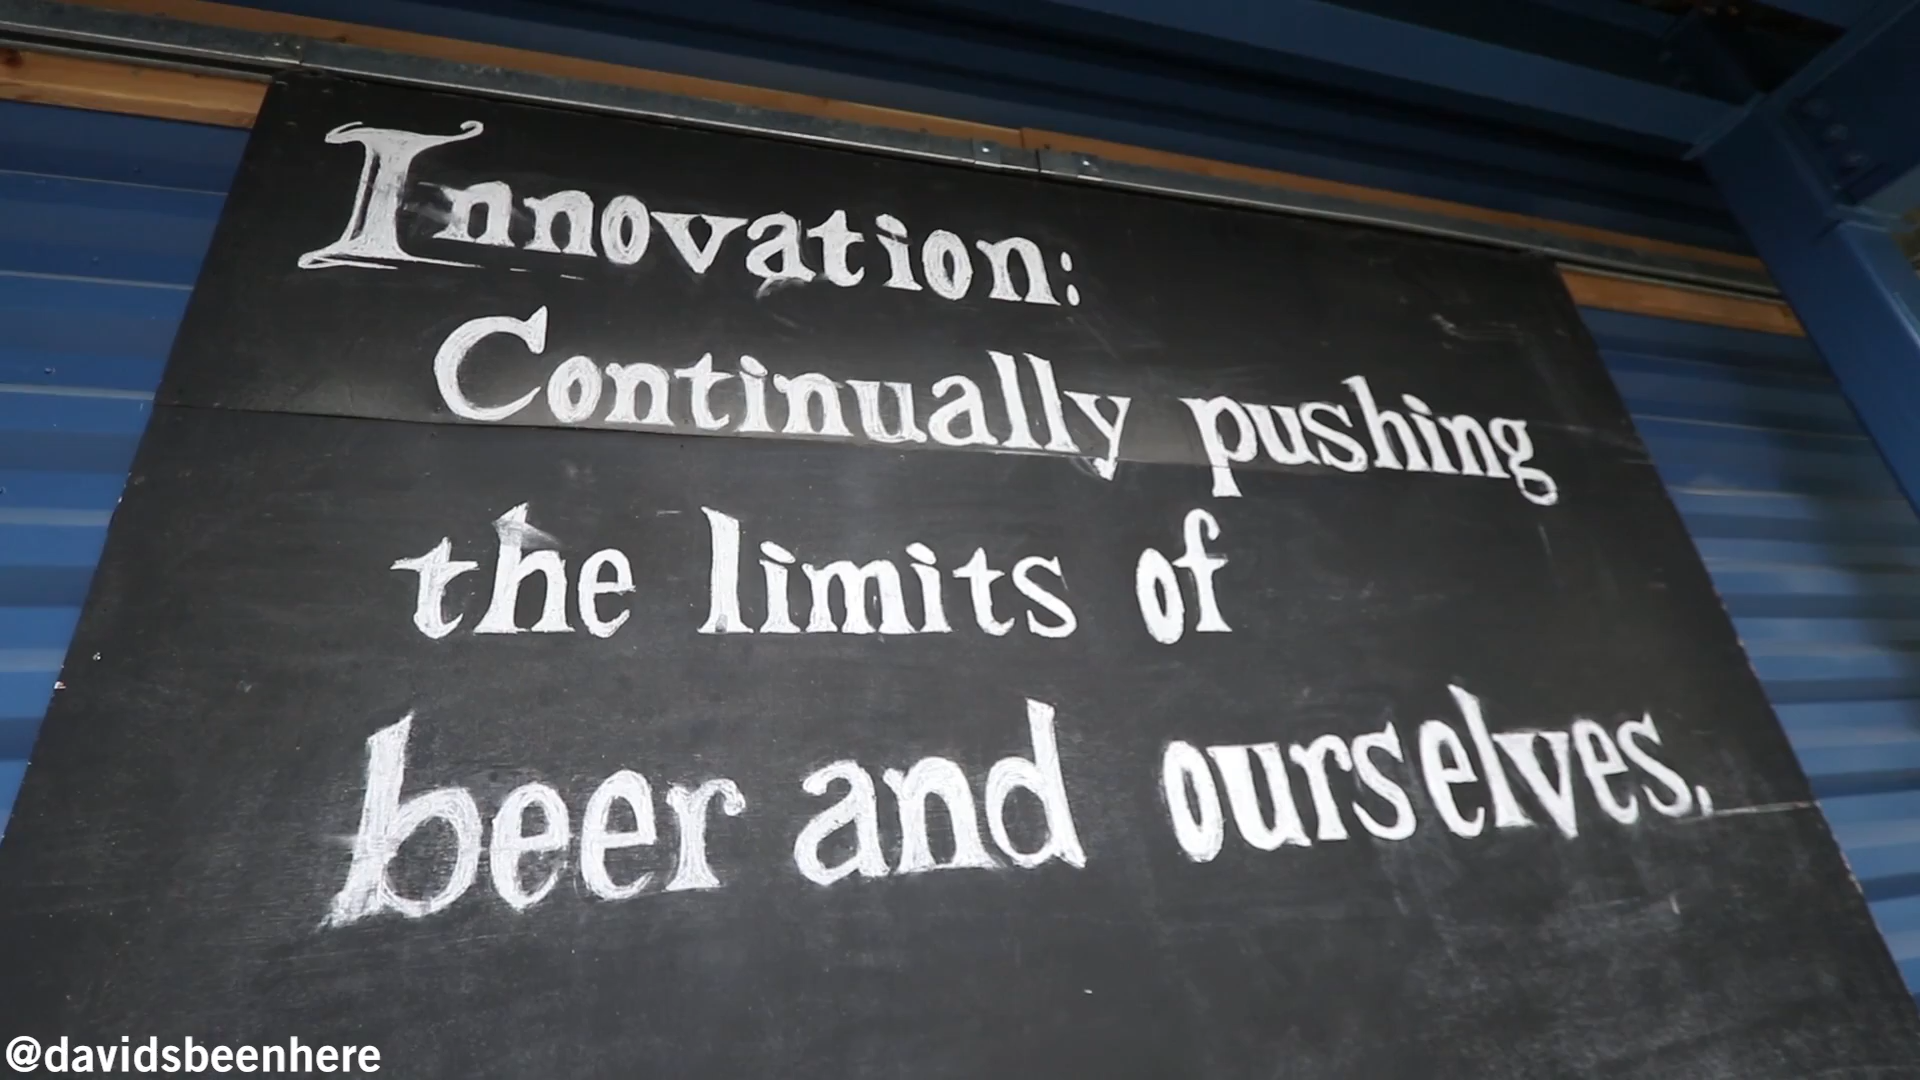 Innovation:
Continually pushing
the limits of
beer and ourselves.
@davidsbeenhere